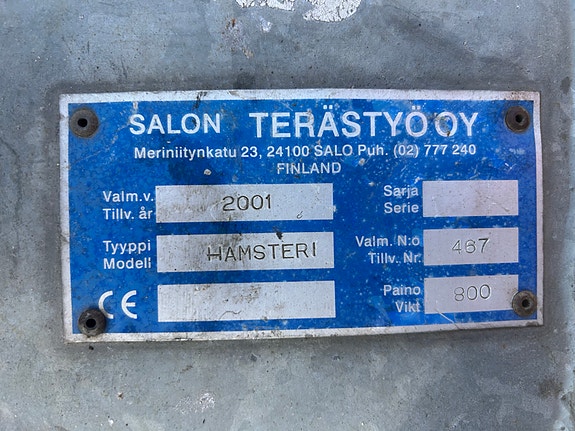 SALON TERÄSTYÖ OY
Meriniitynkatu 23, 24100 SALO Puh. (02) 777 240
FINLAND
Valm.v. 2001 Sarja
Tillv. år Serie
Tyyppi HAMSTERI Valm. N:o 467
Modeli Tillv. Nr.
CE Paino 800
Vikt